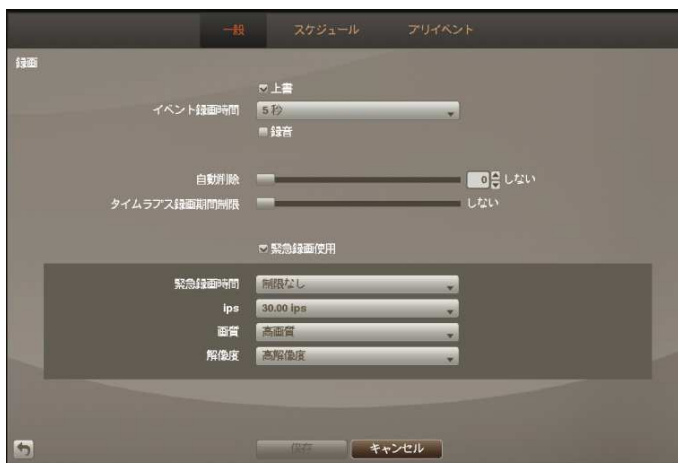 一般 スケジュール プリイベント
録画
上書
イベント録画時間 5 秒
録音
自動削除 0 しない
タイムラプス録画期間制限 しない
緊急録画使用
緊急録画時間 制限なし
ips 30.00 ips
画質 高画質
解像度 高解像度
保存 キャンセル